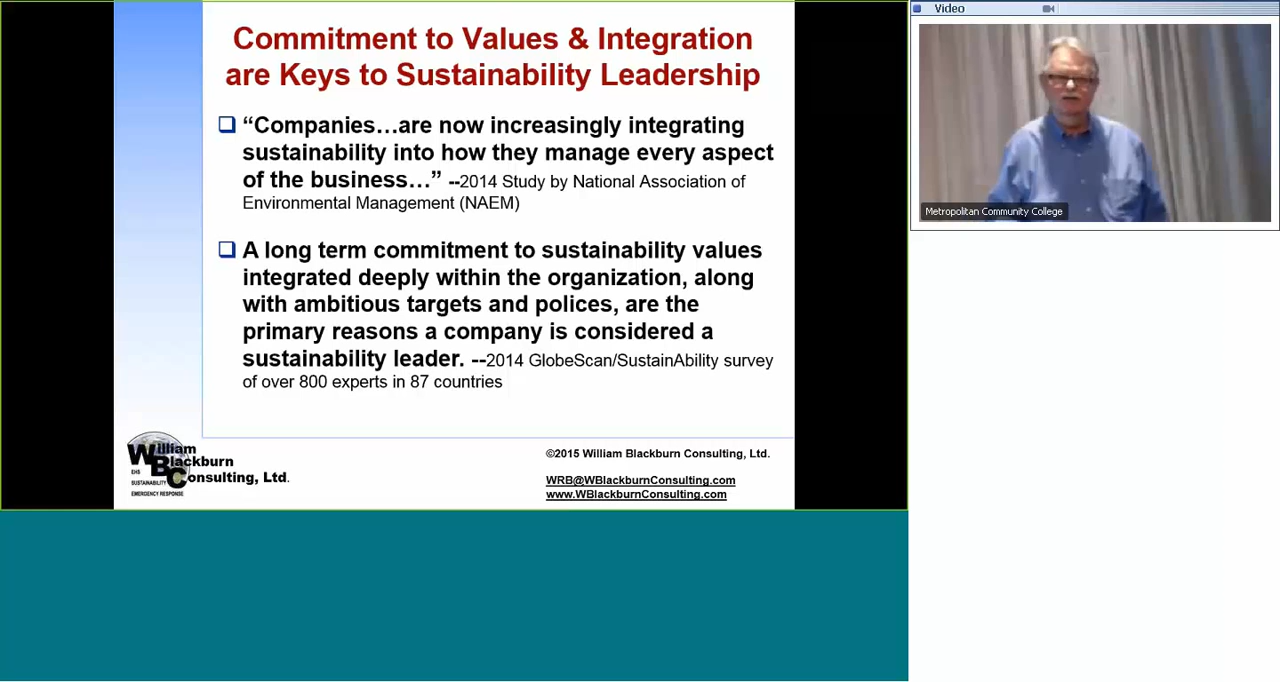 Commitment to Values & Integration
are Keys to Sustainability Leadership
“Companies…are now increasingly integrating
sustainability into how they manage every aspect
of the business…” --2014 Study by National Association of
Environmental Management (NAEM)
A long term commitment to sustainability values
integrated deeply within the organization, along
with ambitious targets and polices, are the
primary reasons a company is considered a
sustainability leader. --2014 GlobeScan/SustainAbility survey
of over 800 experts in 87 countries
William
Blackburn
Consulting, Ltd.
EHS
SUSTAINABILITY
EMERGENCY RESPONSE
©2015 William Blackburn Consulting, Ltd.
WRB@WBlackburnConsulting.com
www.WBlackburnConsulting.com
Video
Metropolitan Community College